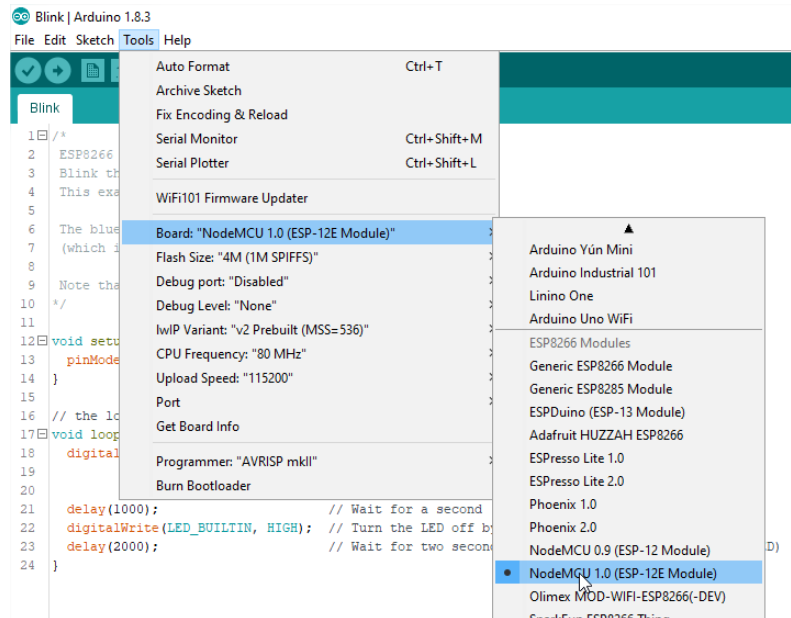 Blink | Arduino 1.8.3
File Edit Sketch Tools Help
Blink
Auto Format Ctrl+T
Archive Sketch
Fix Encoding & Reload
Serial Monitor Ctrl+Shift+M
Serial Plotter Ctrl+Shift+L
WiFi101 Firmware Updater
Board: "NodeMCU 1.0 (ESP-12E Module)"
Flash Size: "4M (1M SPIFFS)"
Debug port: "Disabled"
Debug Level: "None"
IwIP Variant: "v2 Prebuilt (MSS=536)"
CPU Frequency: "80 MHz"
Upload Speed: "115200"
Port
Get Board Info
Programmer: "AVRISP mkII"
Burn Bootloader
Arduino Yún Mini
Arduino Industrial 101
Linino One
Arduino Uno WiFi
ESP8266 Modules
Generic ESP8266 Module
Generic ESP8285 Module
ESPDuino (ESP-13 Module)
Adafruit HUZZAH ESP8266
ESPresso Lite 1.0
ESPresso Lite 2.0
Phoenix 1.0
Phoenix 2.0
NodeMCU 0.9 (ESP-12 Module)
NodeMCU 1.0 (ESP-12E Module)
Olimex MOD-WIFI-ESP8266(-DEV)
SparkFun ESP8266 Thing
1 /*
2 ESP8266
3 Blink th
4 This exa
5
6 The blue
7 (which i
8
9 Note tha
10 */
11
12 void setu
13 pinMode
14 }
15
16 // the lo
17 void loop
18 digital
19
20
21 delay(1000); // Wait for a second
22 digitalWrite(LED_BUILTIN, HIGH); // Turn the LED off by
23 delay(2000); // Wait for two second D)
24 }